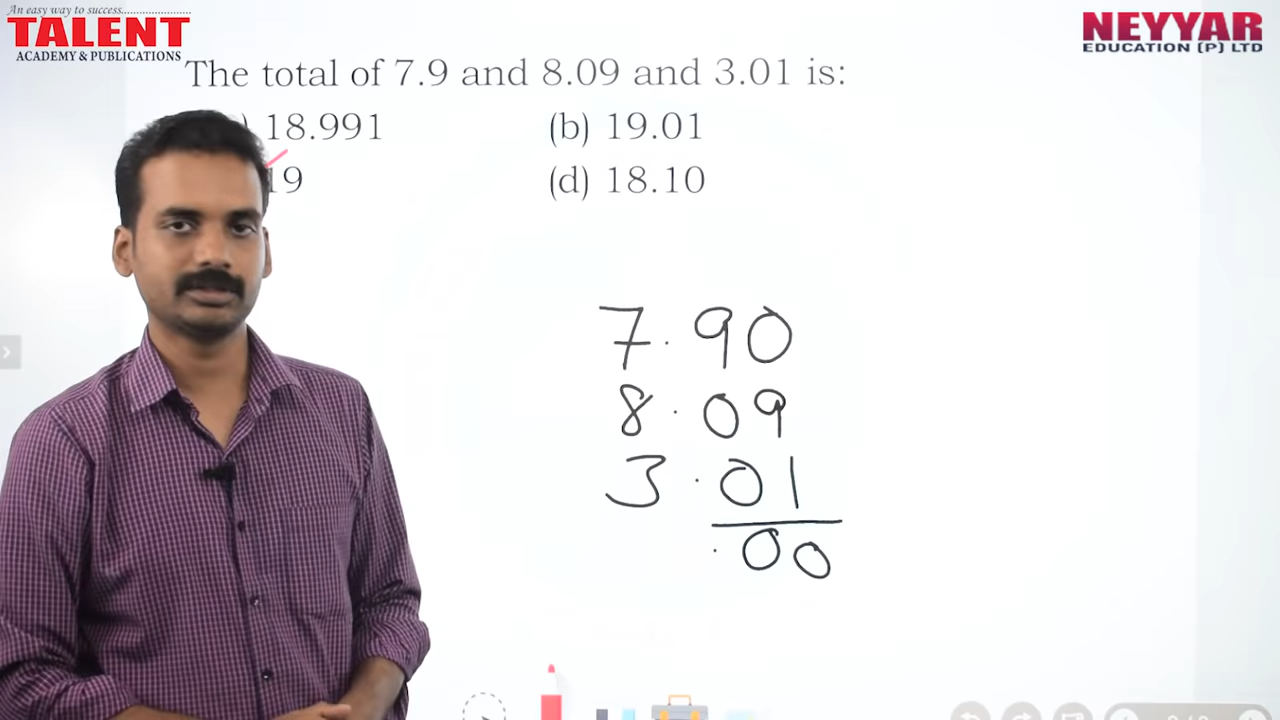 An easy way to success.......................
TALENT
ACADEMY & PUBLICATIONS
NEYYAR
EDUCATION (P) LTD
The total of 7.9 and 8.09 and 3.01 is:
) 18.991 (b) 19.01
19 (d) 18.10
7.90
8.09
3.01
.00